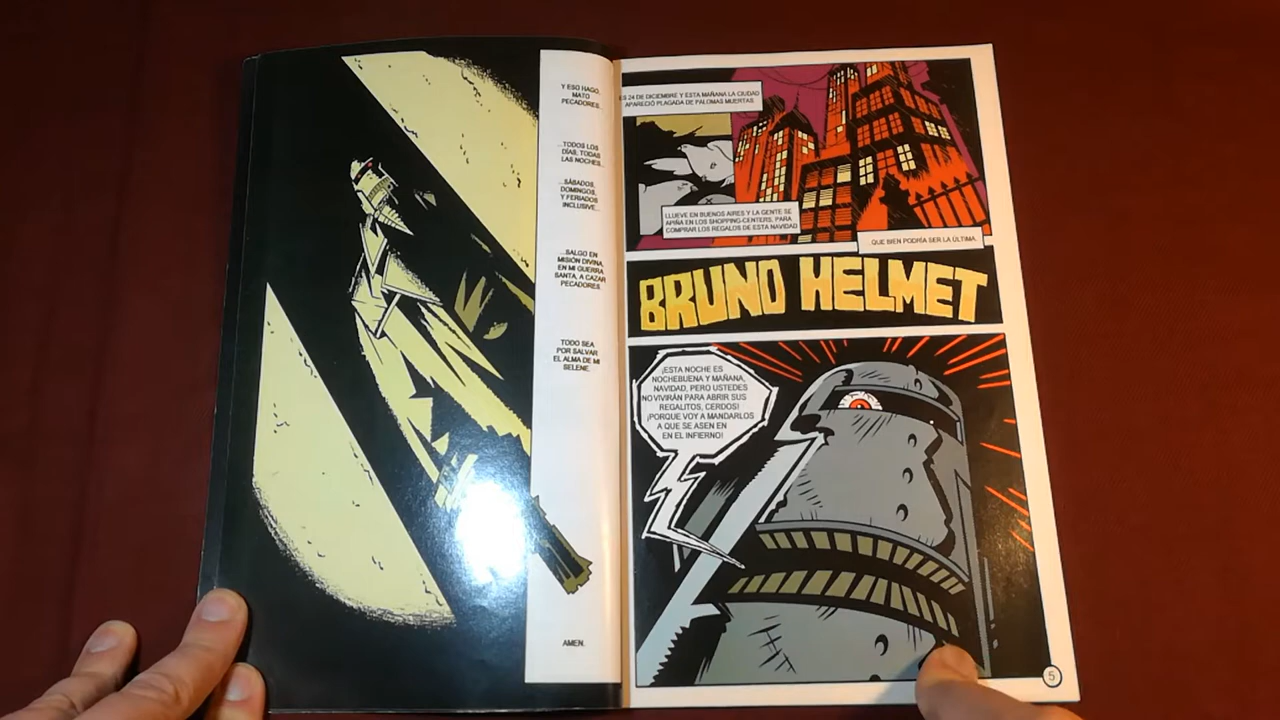 Y ESO HAGO,
MATO
PECADORES.
...TODOS LOS
DÍAS; TODAS
LAS NOCHES...
...SÁBADOS,
DOMINGOS,
Y FERIADOS
INCLUSIVE...
...SALGO EN
MISIÓN DIVINA,
EN MI GUERRA
SANTA, A CAZAR
PECADORES.
TODO SEA
POR SALVAR
EL ALMA DE MI
SELENE.
AMEN.
ES 24 DE DICIEMBRE Y ESTA MAÑANA LA CIUDAD
APARECIÓ PLAGADA DE PALOMAS MUERTAS.
LLUEVE EN BUENOS AIRES Y LA GENTE SE
APIÑA EN LOS SHOPPING-CENTERS, PARA
COMPRAR LOS REGALOS DE ESTA NAVIDAD
...QUE BIEN PODRÍA SER LA ÚLTIMA.
BRUNO HELMET
¡ESTA NOCHE ES
NOCHEBUENA Y MAÑANA,
NAVIDAD, PERO USTEDES
NO VIVIRÁN PARA ABRIR SUS
REGALITOS, CERDOS!
¡PORQUE VOY A MANDARLOS
A QUE SE ASEN EN
EN EL INFIERNO!
5